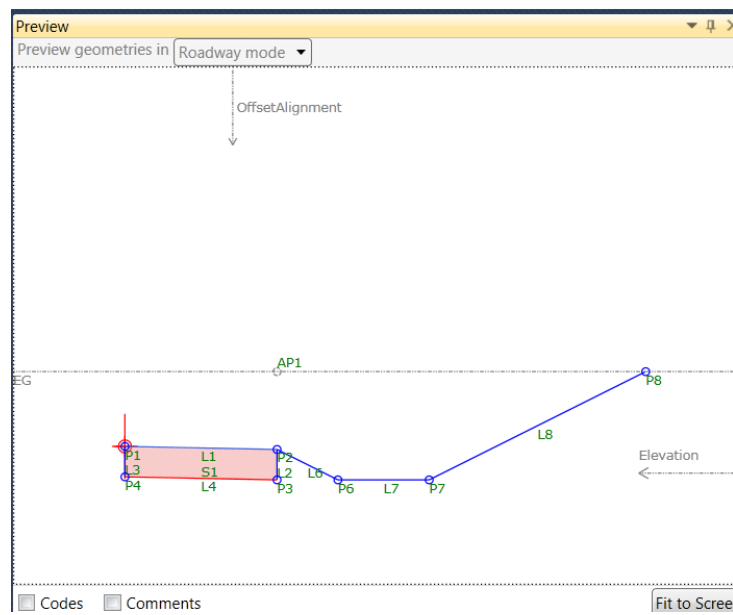 Preview
Preview geometries in Roadway mode
OffsetAlignment
AP1
EG
P8
L8
P1 L1 P2
Elevation
L3 S1 L2 L6
P4 L4 P3 P6 L7 P7
Codes Comments Fit to Scree